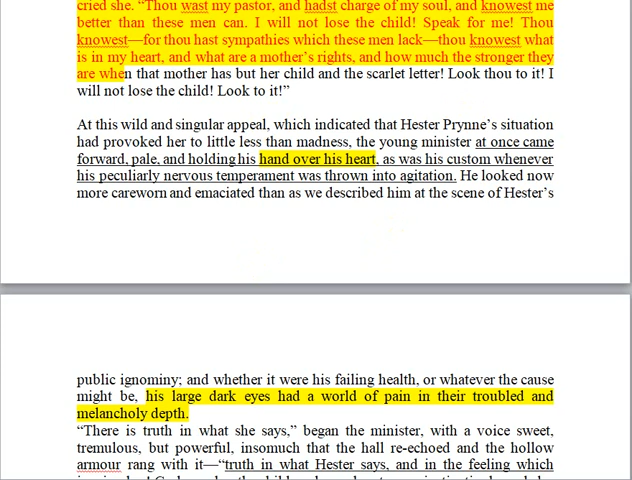 cried she. “Thou wast my pastor, and hadst charge of my soul, and knowest me
better than these men can. I will not lose the child! Speak for me! Thou
knowest—for thou hast sympathies which these men lack—thou knowest what
is in my heart, and what are a mother’s rights, and how much the stronger they
are when that mother has but her child and the scarlet letter! Look thou to it! I
will not lose the child! Look to it!”
At this wild and singular appeal, which indicated that Hester Prynne’s situation
had provoked her to little less than madness, the young minister at once came
forward, pale, and holding his hand over his heart, as was his custom whenever
his peculiarly nervous temperament was thrown into agitation. He looked now
more careworn and emaciated than as we described him at the scene of Hester’s
public ignominy; and whether it were his failing health, or whatever the cause
might be, his large dark eyes had a world of pain in their troubled and
melancholy depth.
“There is truth in what she says,” began the minister, with a voice sweet,
tremulous, but powerful, insomuch that the hall re-echoed and the hollow
armour rang with it—“truth in what Hester says, and in the feeling which